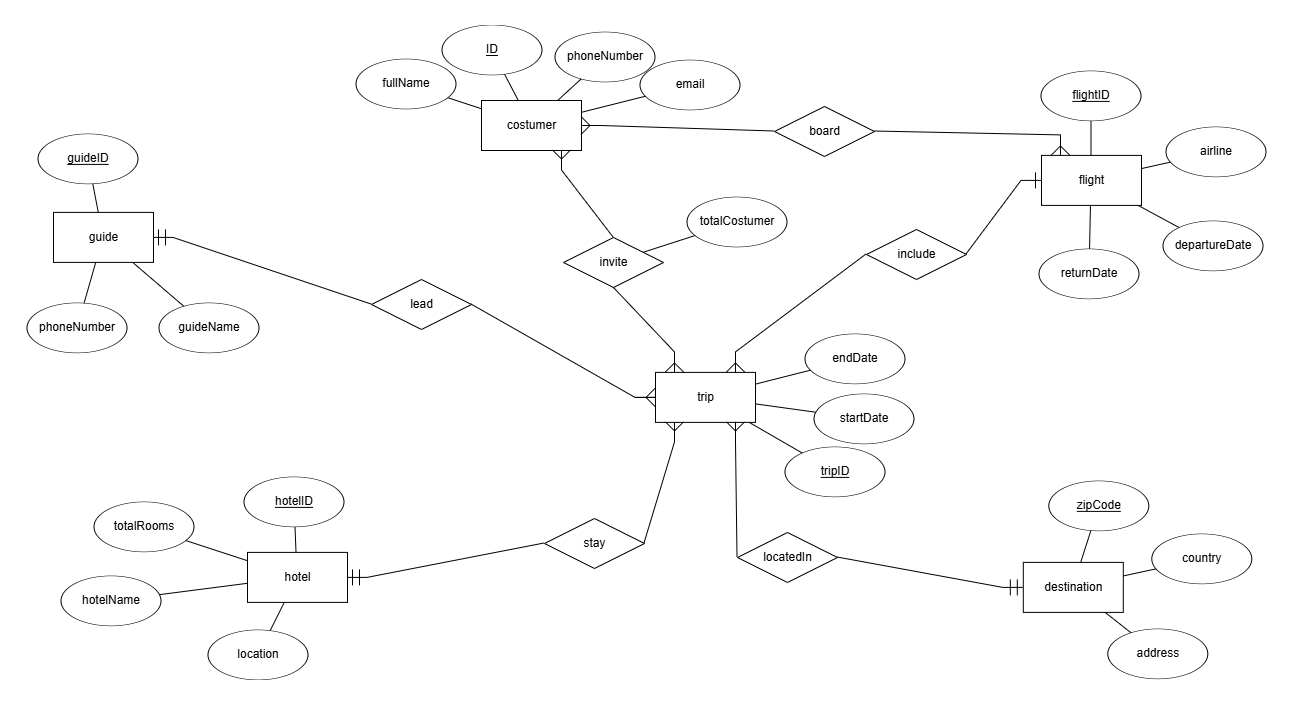 ID
phoneNumber
fullName
email
costumer
board
flightID
airline
flight
departureDate
returnDate
guideID
guide
phoneNumber
guideName
lead
totalCostumer
invite
include
endDate
trip
startDate
tripID
hotelID
totalRooms
hotel
hotelName
location
stay
locatedIn
zipCode
country
destination
address